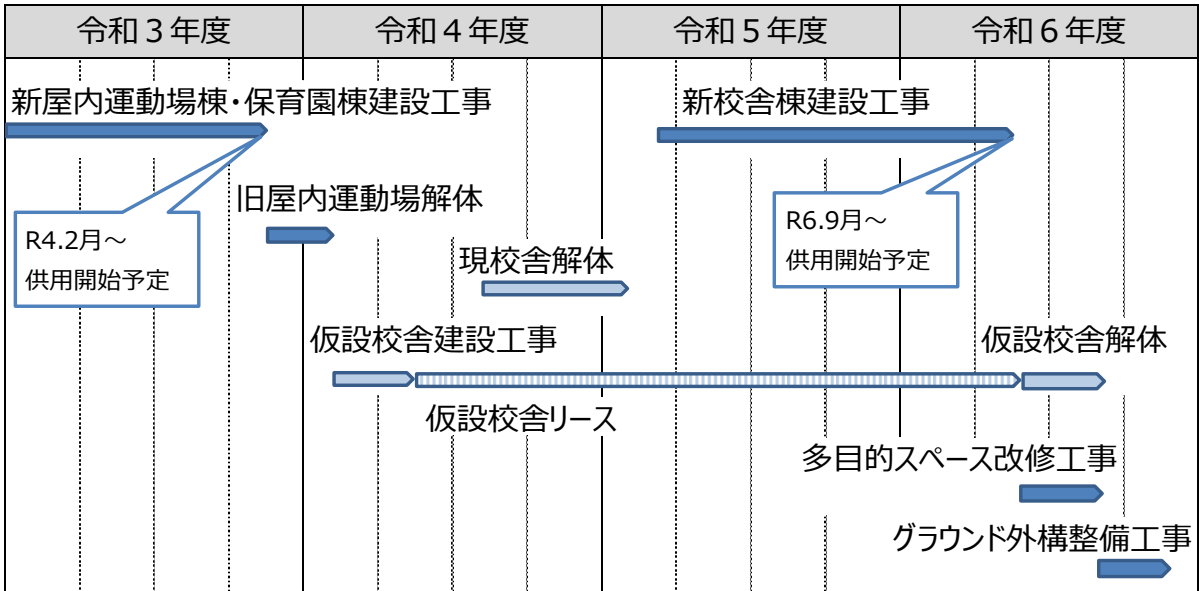 令和３年度
令和４年度
令和５年度
令和６年度
新屋内運動場棟・保育園棟建設工事
新校舎棟建設工事
旧屋内運動場解体
R4.2月～
供用開始予定
R6.9月～
供用開始予定
現校舎解体
仮設校舎建設工事
仮設校舎解体
仮設校舎リース
多目的スペース改修工事
グラウンド外構整備工事